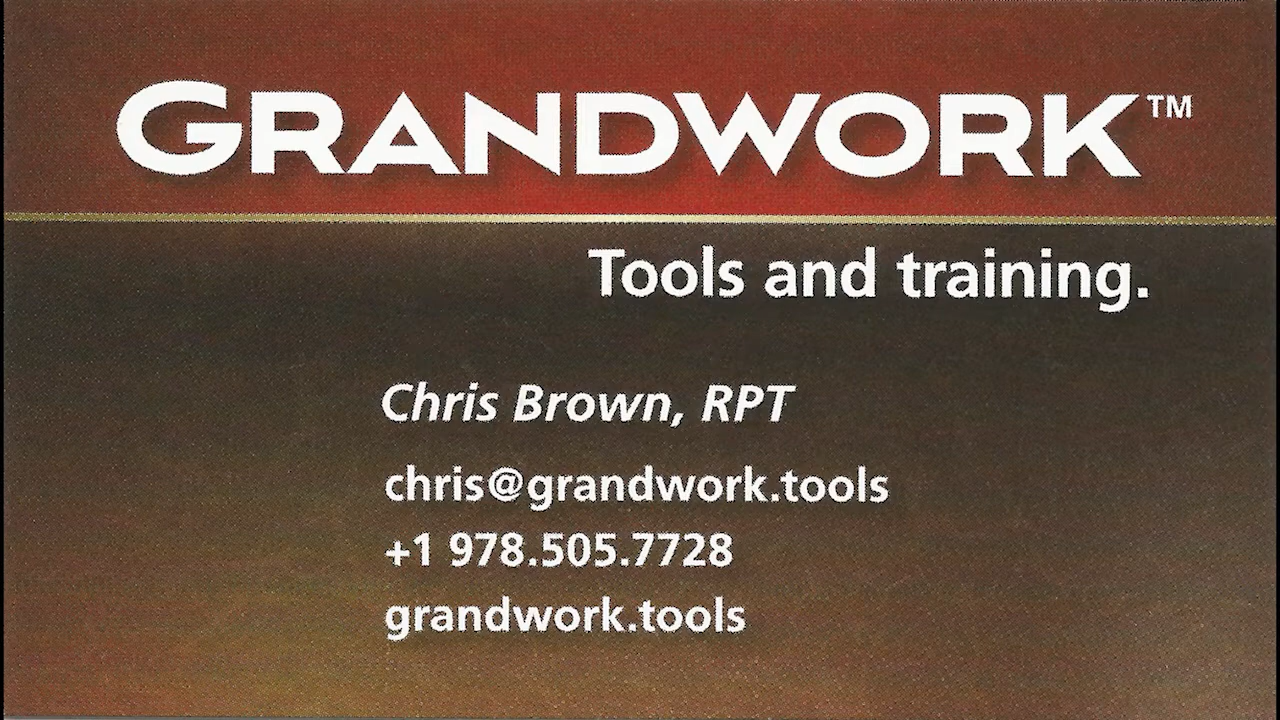 GRANDWORK™
Tools and training.
Chris Brown, RPT
chris@grandwork.tools
+1 978.505.7728
grandwork.tools